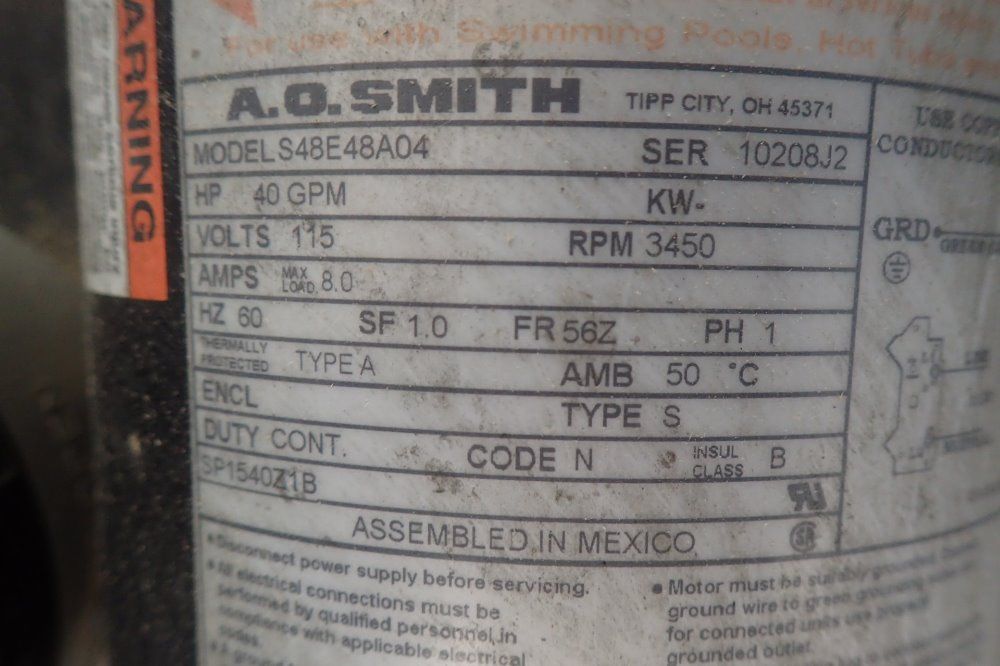 WARNING
For use with Swimming Pools, Hot Tubs
A.O.SMITH TIPP CITY, OH 45371
MODEL S48E48A04 SER 10208J2
HP 40 GPM KW-
VOLTS 115 RPM 3450
AMPS MAX LOAD 8.0
HZ 60 SF 1.0 FR 56Z PH 1
THERMALLY PROTECTED TYPE A AMB 50 °C
ENCL TYPE S
DUTY CONT. CODE N INSUL CLASS B
SP1540Z1B
ASSEMBLED IN MEXICO
USE
CONDUCTOR
GRD
• Disconnect power supply before servicing.
• All electrical connections must be
performed by qualified personnel in
compliance with applicable electrical
codes.
• Motor must be suitably grounded
ground wire to green
for connected units
grounded outlet.